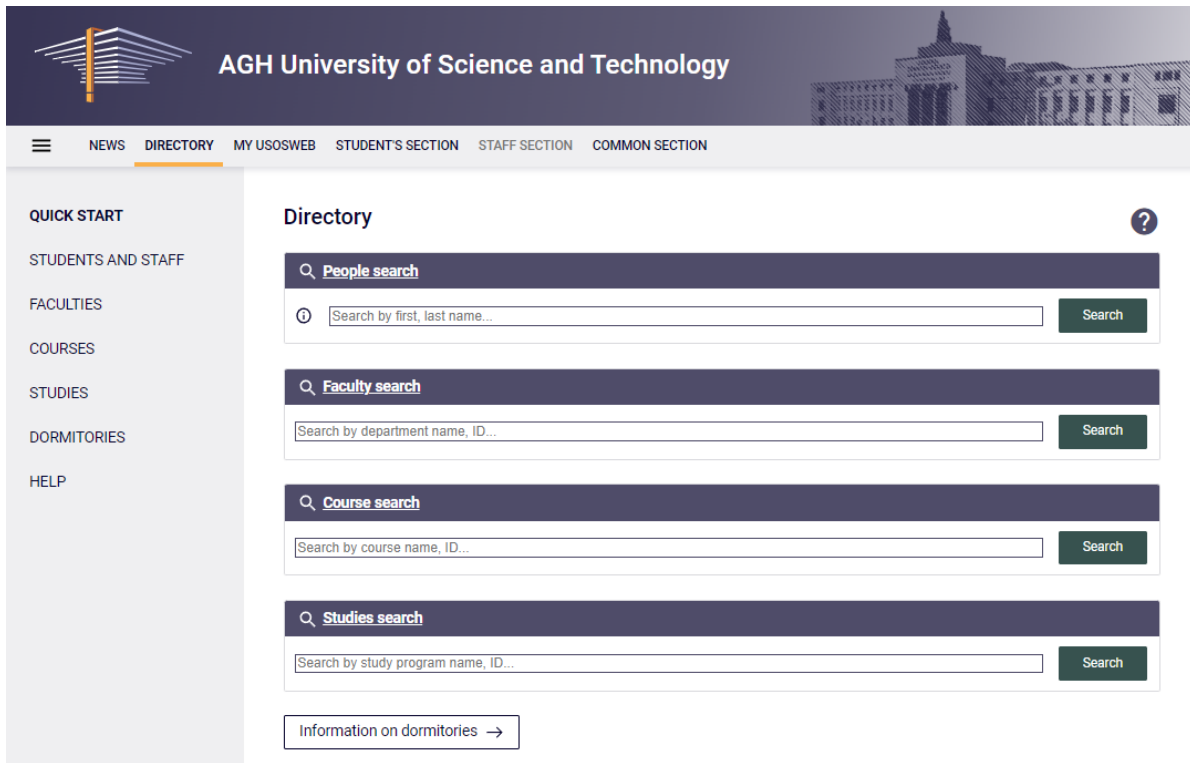 AGH University of Science and Technology
NEWS DIRECTORY MY USOSWEB STUDENT'S SECTION STAFF SECTION COMMON SECTION
QUICK START
STUDENTS AND STAFF
FACULTIES
COURSES
STUDIES
DORMITORIES
HELP
Directory
?
People search
Search by first, last name... Search
Faculty search
Search by department name, ID... Search
Course search
Search by course name, ID... Search
Studies search
Search by study program name, ID... Search
Information on dormitories →